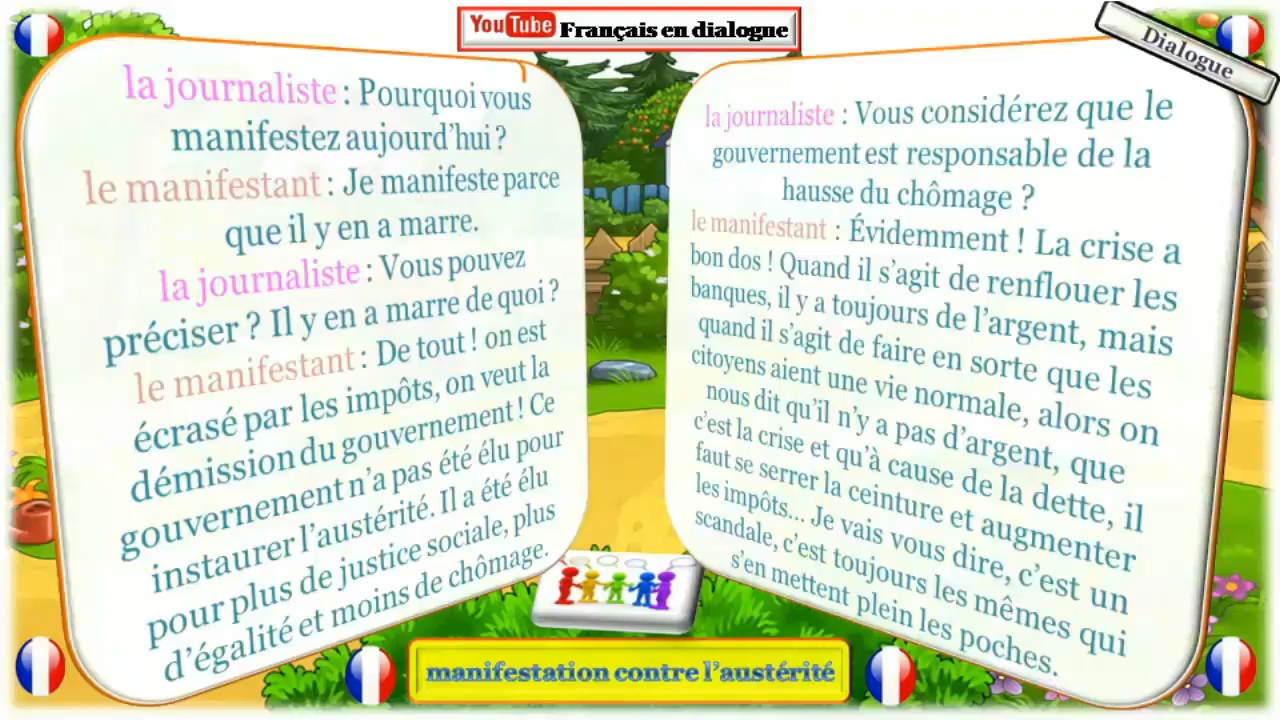 You Tube Français en dialogue
Dialogue
la journaliste : Pourquoi vous
manifestez aujourd'hui ?
le manifestant : Je manifeste parce
que il y en a marre.
la journaliste : Vous pouvez
préciser ? Il y en a marre de quoi ?
le manifestant : De tout ! on est
écrasé par les impôts, on veut la
démission du gouvernement ! Ce
gouvernement n'a pas été élu pour
instaurer l'austérité. Il a été élu
pour plus de justice sociale, plus
d'égalité et moins de chômage.
la journaliste : Vous considérez que le
gouvernement est responsable de la
hausse du chômage ?
le manifestant : Évidemment ! La crise a
bon dos ! Quand il s'agit de renflouer les
banques, il y a toujours de l'argent, mais
quand il s'agit de faire en sorte que les
citoyens aient une vie normale, alors on
nous dit qu'il n'y a pas d'argent, que
c'est la crise et qu'à cause de la dette, il
faut se serrer la ceinture et augmenter
les impôts... Je vais vous dire, c'est un
scandale, c'est toujours les mêmes qui
s'en mettent plein les poches.
manifestation contre l'austérité